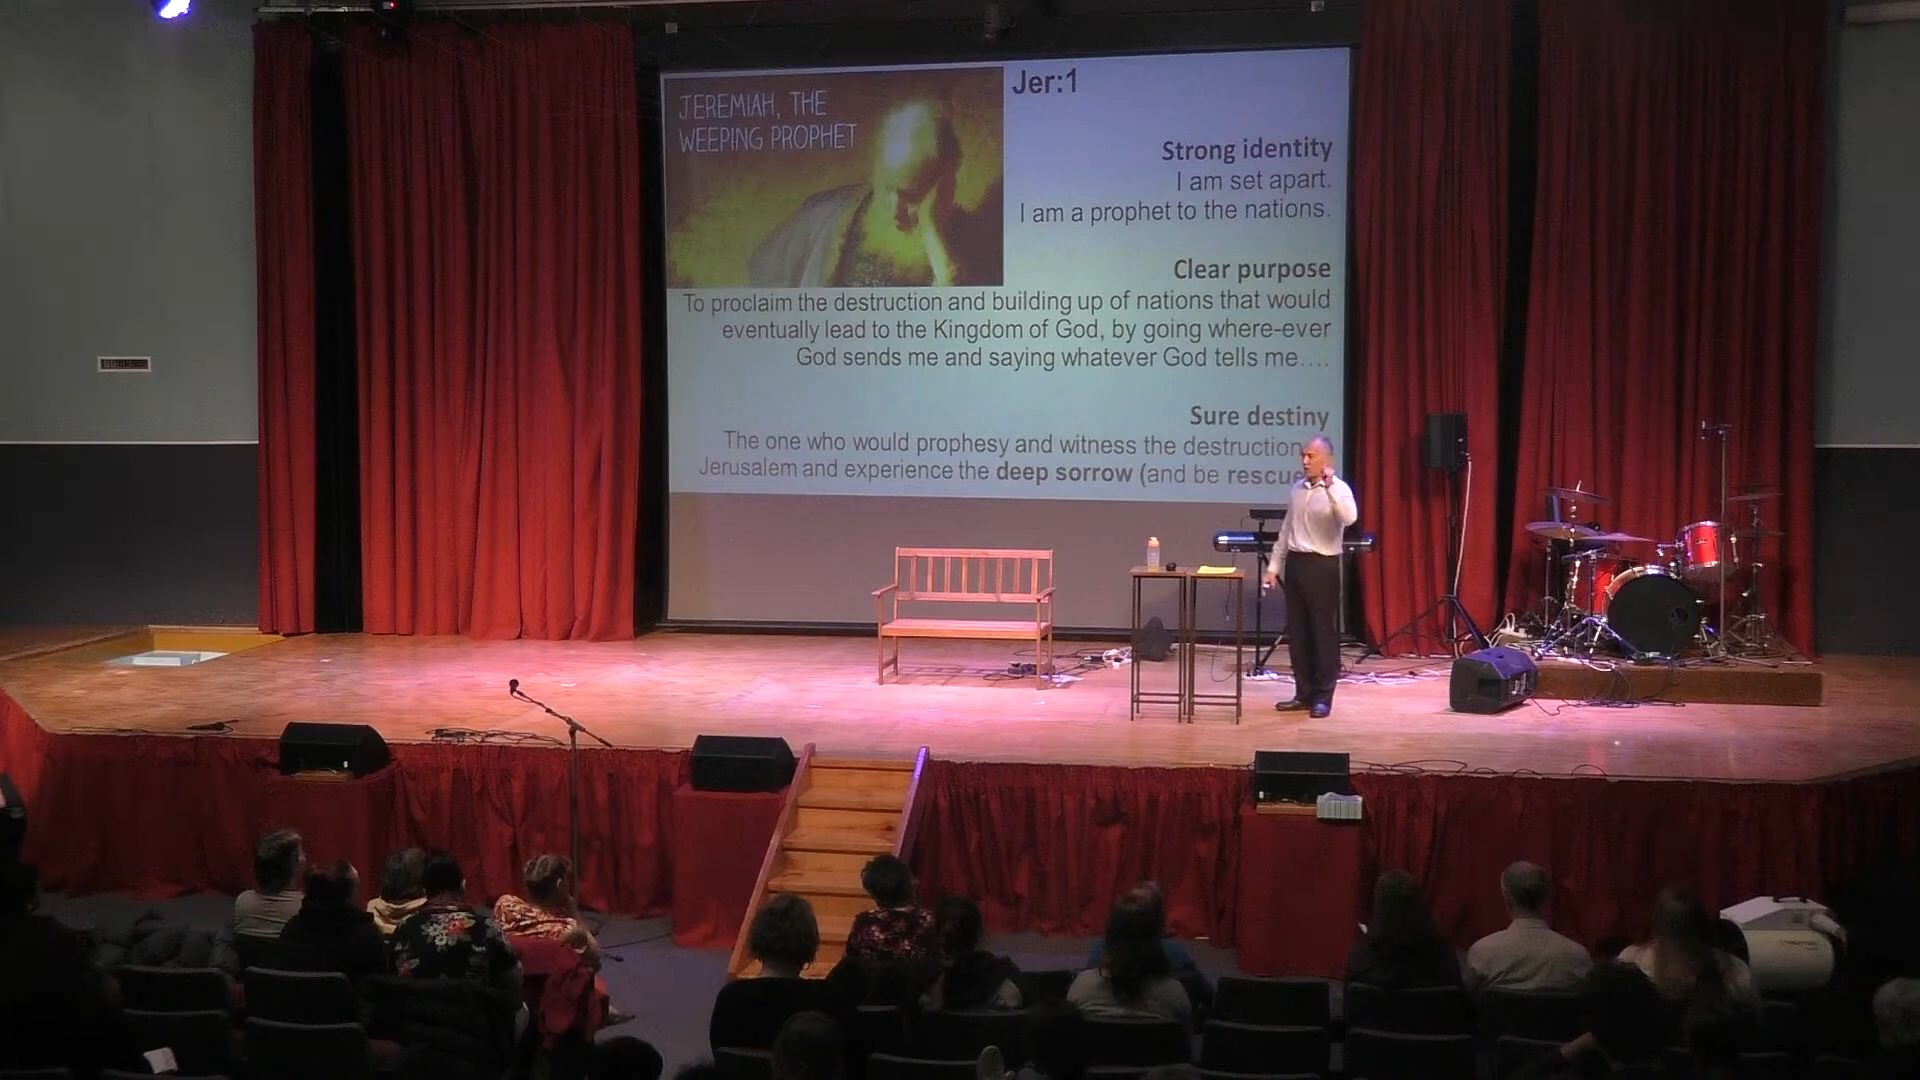 JEREMIAH, THE
WEEPING PROPHET
Jer:1
Strong identity
I am set apart.
I am a prophet to the nations.
Clear purpose
To proclaim the destruction and building up of nations that would
eventually lead to the Kingdom of God, by going where-ever
God sends me and saying whatever God tells me....
Sure destiny
The one who would prophesy and witness the destruction
Jerusalem and experience the deep sorrow (and be